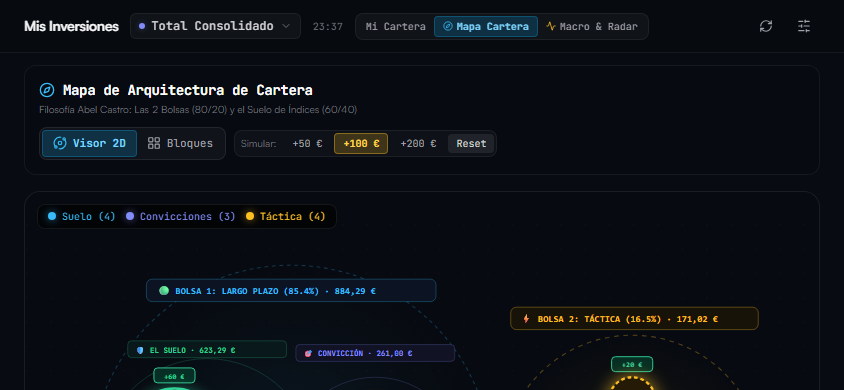 Mis Inversiones
Total Consolidado
23:37
Mi Cartera
Mapa Cartera
Macro & Radar
Mapa de Arquitectura de Cartera
Filosofía Abel Castro: Las 2 Bolsas (80/20) y el Suelo de Índices (60/40)
Visor 2D
Bloques
Simular:
+50 €
+100 €
+200 €
Reset
Suelo (4)
Convicciones (3)
Táctica (4)
BOLSA 1: LARGO PLAZO (85.4%) · 884,29 €
BOLSA 2: TÁCTICA (16.5%) · 171,02 €
EL SUELO · 623,29 €
CONVICCIÓN · 261,00 €
+20 €
+60 €